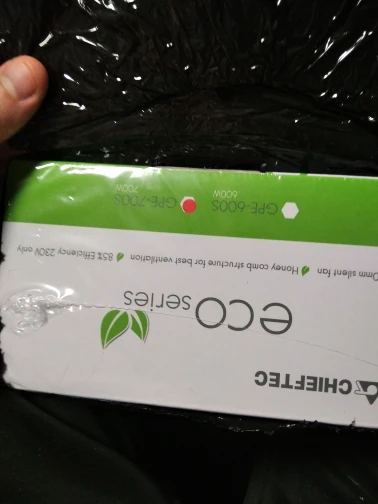 CHIEFTEC
eco series
silent fan Honey comb structure for best ventilation 85% Efficiency 230V only
GPE-600S GPE-700S
600W 700W